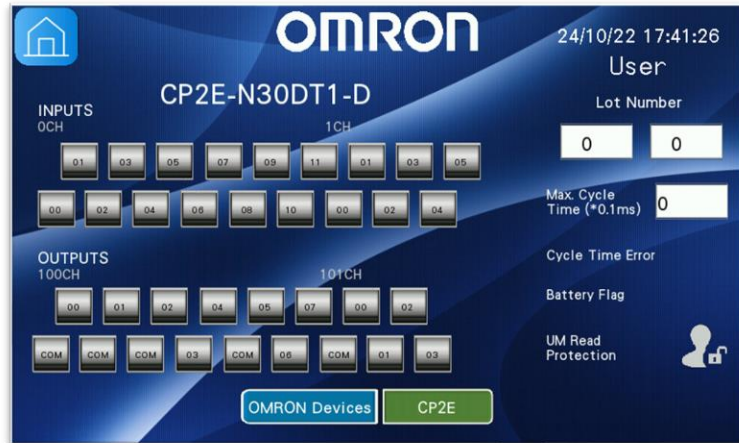 OMRON
24/10/22 17:41:26
User
CP2E-N30DT1-D
Lot Number
0 0
INPUTS
0CH 1CH
01 03 05 07 09 11 01 03 05
00 02 04 06 08 10 00 02 04
Max. Cycle
Time (*0.1ms) 0
OUTPUTS
100CH 101CH
00 01 02 04 05 07 00 02
COM COM COM 03 COM 06 COM 01 03
Cycle Time Error
Battery Flag
UM Read
Protection
OMRON Devices CP2E